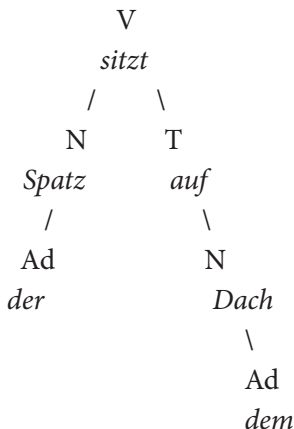 V
sitzt
/ \
N T
Spatz auf
/ \
Ad N
der Dach
\
Ad
dem